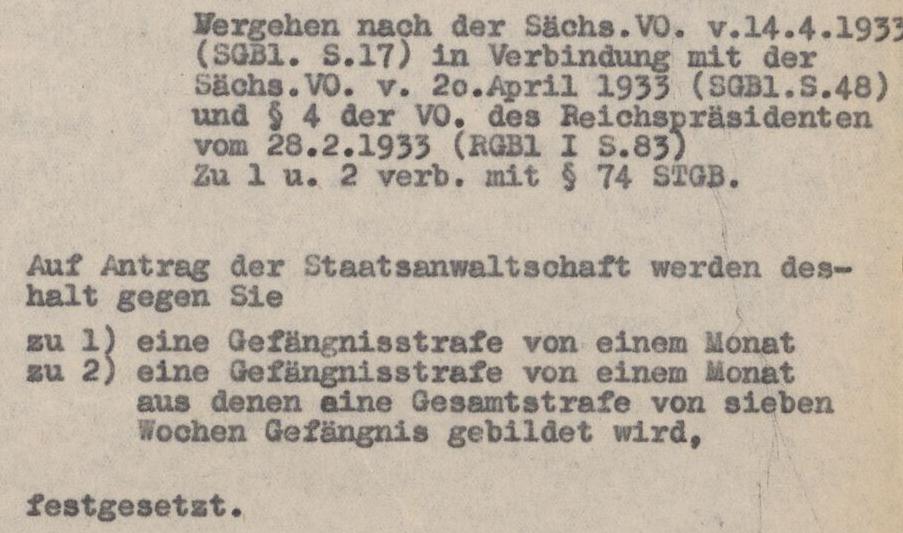 Vergehen nach der Sächs.VO. v.14.4.1933
(SGBl. S.17) in Verbindung mit der
Sächs.VO. v. 2o.April 1933 (SGBl.S.48)
und § 4 der VO. des Reichspräsidenten
vom 28.2.1933 (RGBl I S.83)
Zu 1 u. 2 verb. mit § 74 STGB.
Auf Antrag der Staatsanwaltschaft werden des-
halt gegen Sie
zu 1) eine Gefängnisstrafe von einem Monat
zu 2) eine Gefängnisstrafe von einem Monat
aus denen eine Gesamtstrafe von sieben
Wochen Gefängnis gebildet wird,
festgesetzt.